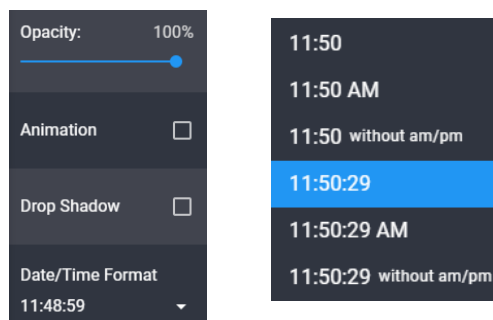 Opacity: 100%
Animation
Drop Shadow
Date/Time Format
11:48:59
11:50
11:50 AM
11:50 without am/pm
11:50:29
11:50:29 AM
11:50:29 without am/pm